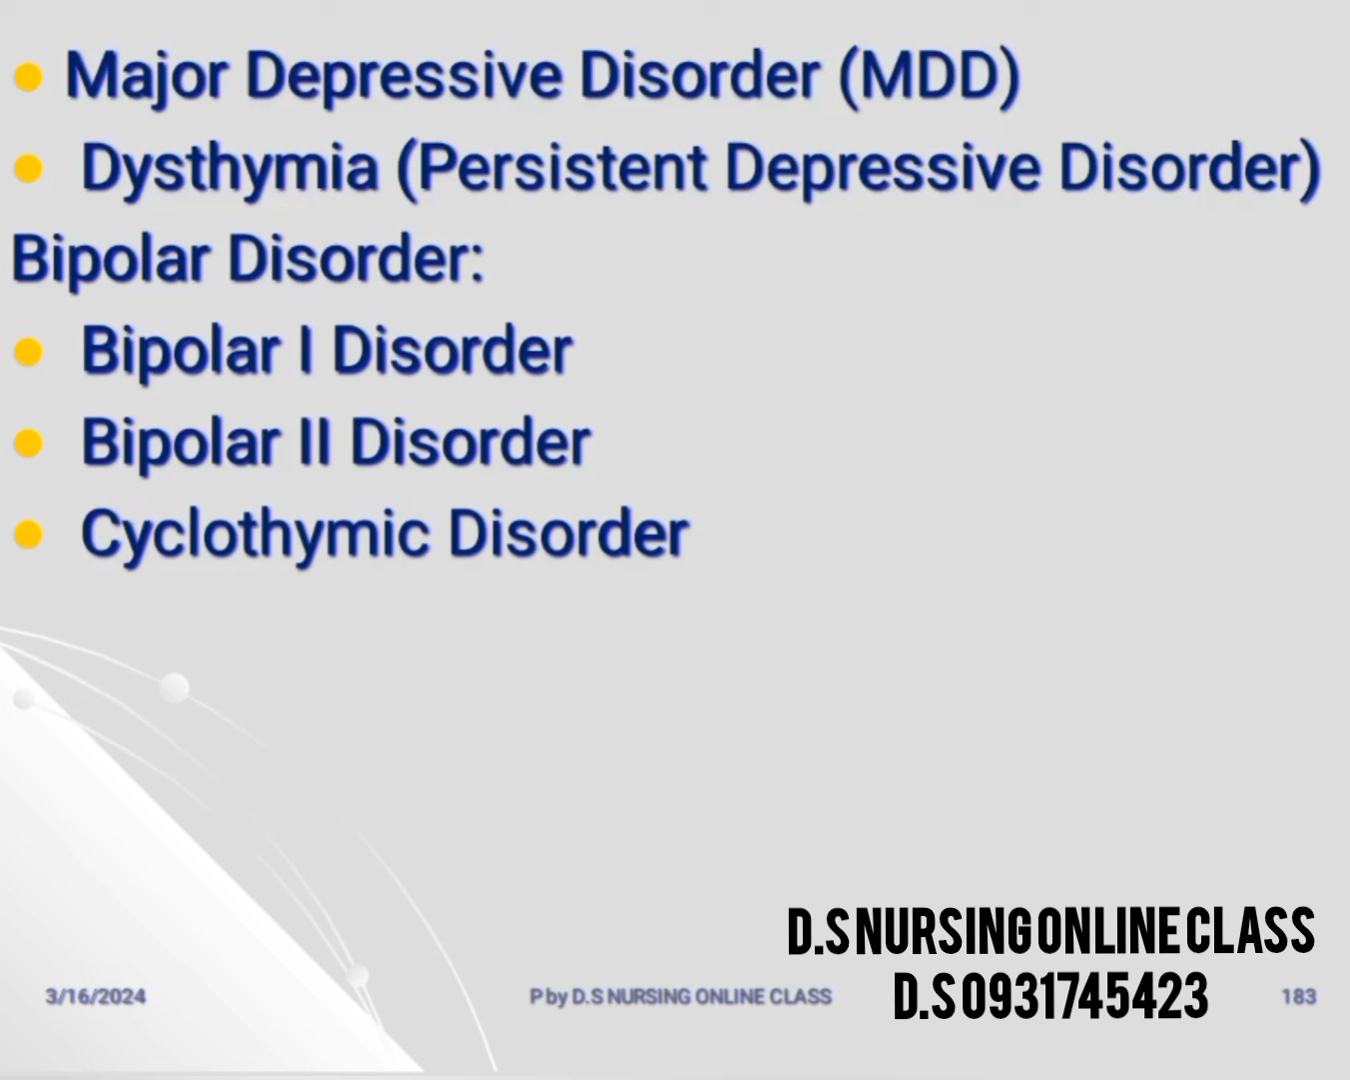 Major Depressive Disorder (MDD)
Dysthymia (Persistent Depressive Disorder)
Bipolar Disorder:
Bipolar I Disorder
Bipolar II Disorder
Cyclothymic Disorder
D.S NURSING ONLINE CLASS
D.S 0931745423
3/16/2024
P by D.S NURSING ONLINE CLASS
183